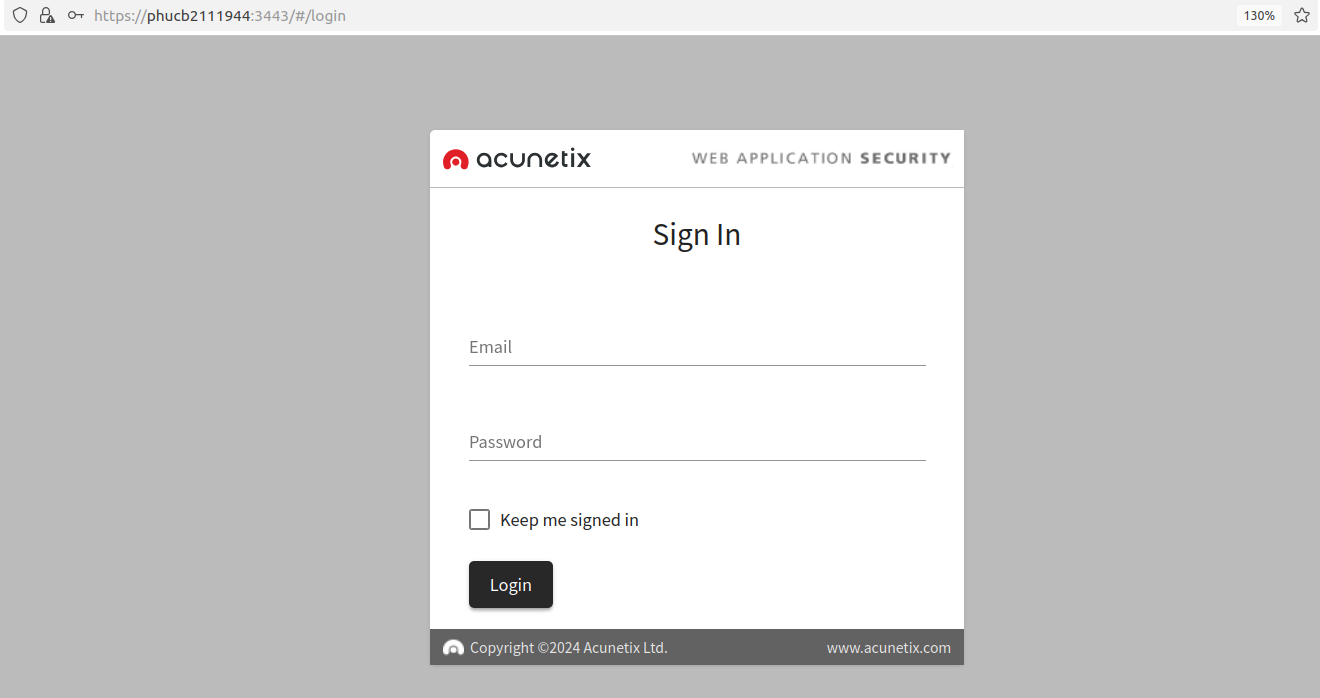 https://phucb2111944:3443/#/login
130%
acunetix
WEB APPLICATION SECURITY
Sign In
Email
Password
Keep me signed in
Login
Copyright ©2024 Acunetix Ltd.
www.acunetix.com